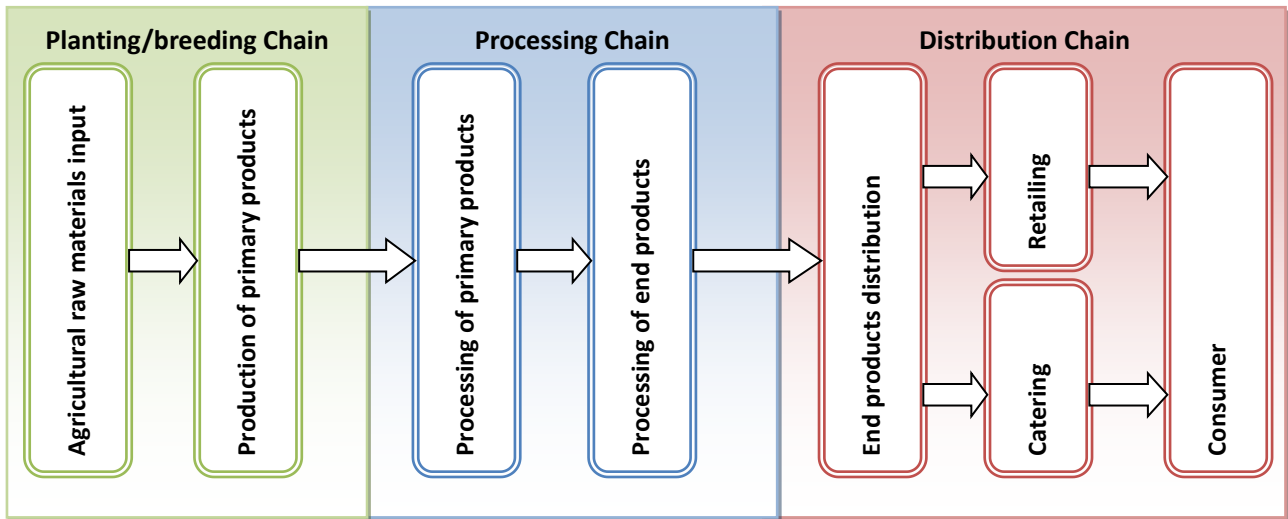 Planting/breeding Chain
Agricultural raw materials input
Production of primary products
Processing Chain
Processing of primary products
Processing of end products
Distribution Chain
End products distribution
Retailing
Catering
Consumer